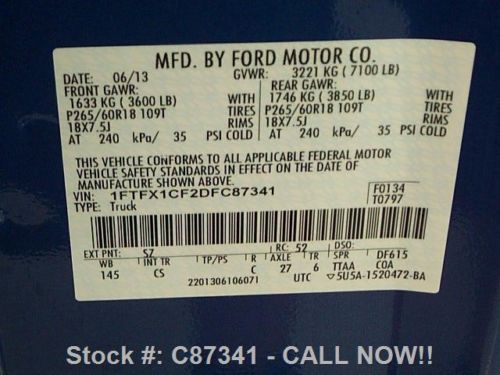 MFD. BY FORD MOTOR CO.
DATE: 06/13 GVWR: 3221 KG ( 7100 LB)
FRONT GAWR: REAR GAWR:
1633 KG ( 3600 LB) WITH 1746 KG ( 3850 LB) WITH
P265/60R18 109T TIRES P265/60R18 109T TIRES
18X7.5J RIMS 18X7.5J RIMS
AT 240 kPa/ 35 PSI COLD AT 240 kPa/ 35 PSI COLD
THIS VEHICLE CONFORMS TO ALL APPLICABLE FEDERAL MOTOR
VEHICLE SAFETY STANDARDS IN EFFECT ON THE DATE OF
MANUFACTURE SHOWN ABOVE.
VIN: 1FTFX1CF2DFC87341 F0134
TYPE: Truck T0797
EXT PNT: SZ RC: 52 DSO:
WB INT TR TP/PS R AXLE TR SPR DF615
145 CS C 27 6 TTAA COA
2201306106071 UTC 5U5A-1520472-BA
Stock #: C87341 - CALL NOW!!